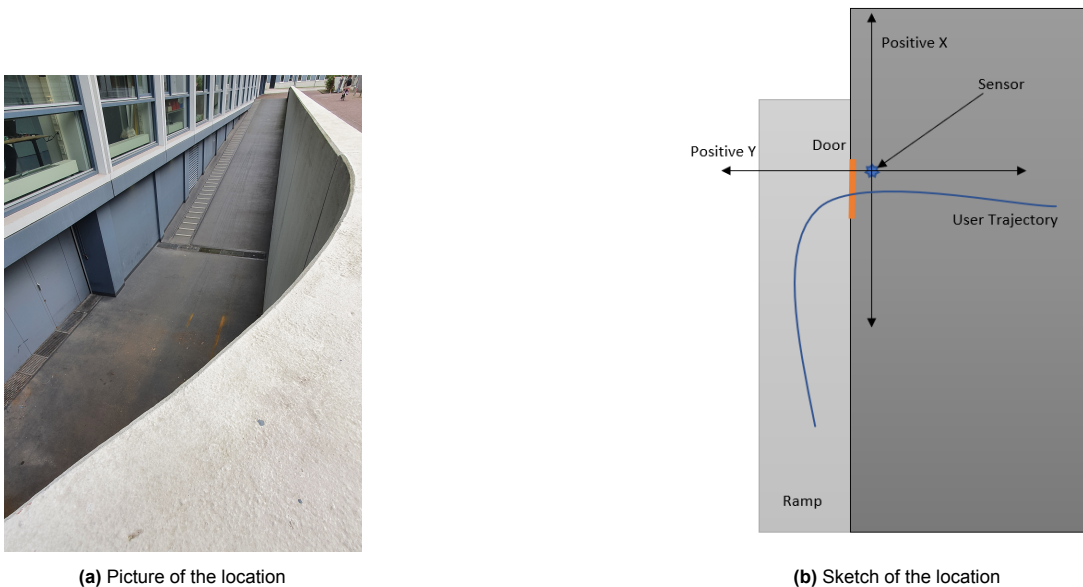 Positive X
Sensor
Door
Positive Y
User Trajectory
Ramp
(a) Picture of the location
(b) Sketch of the location